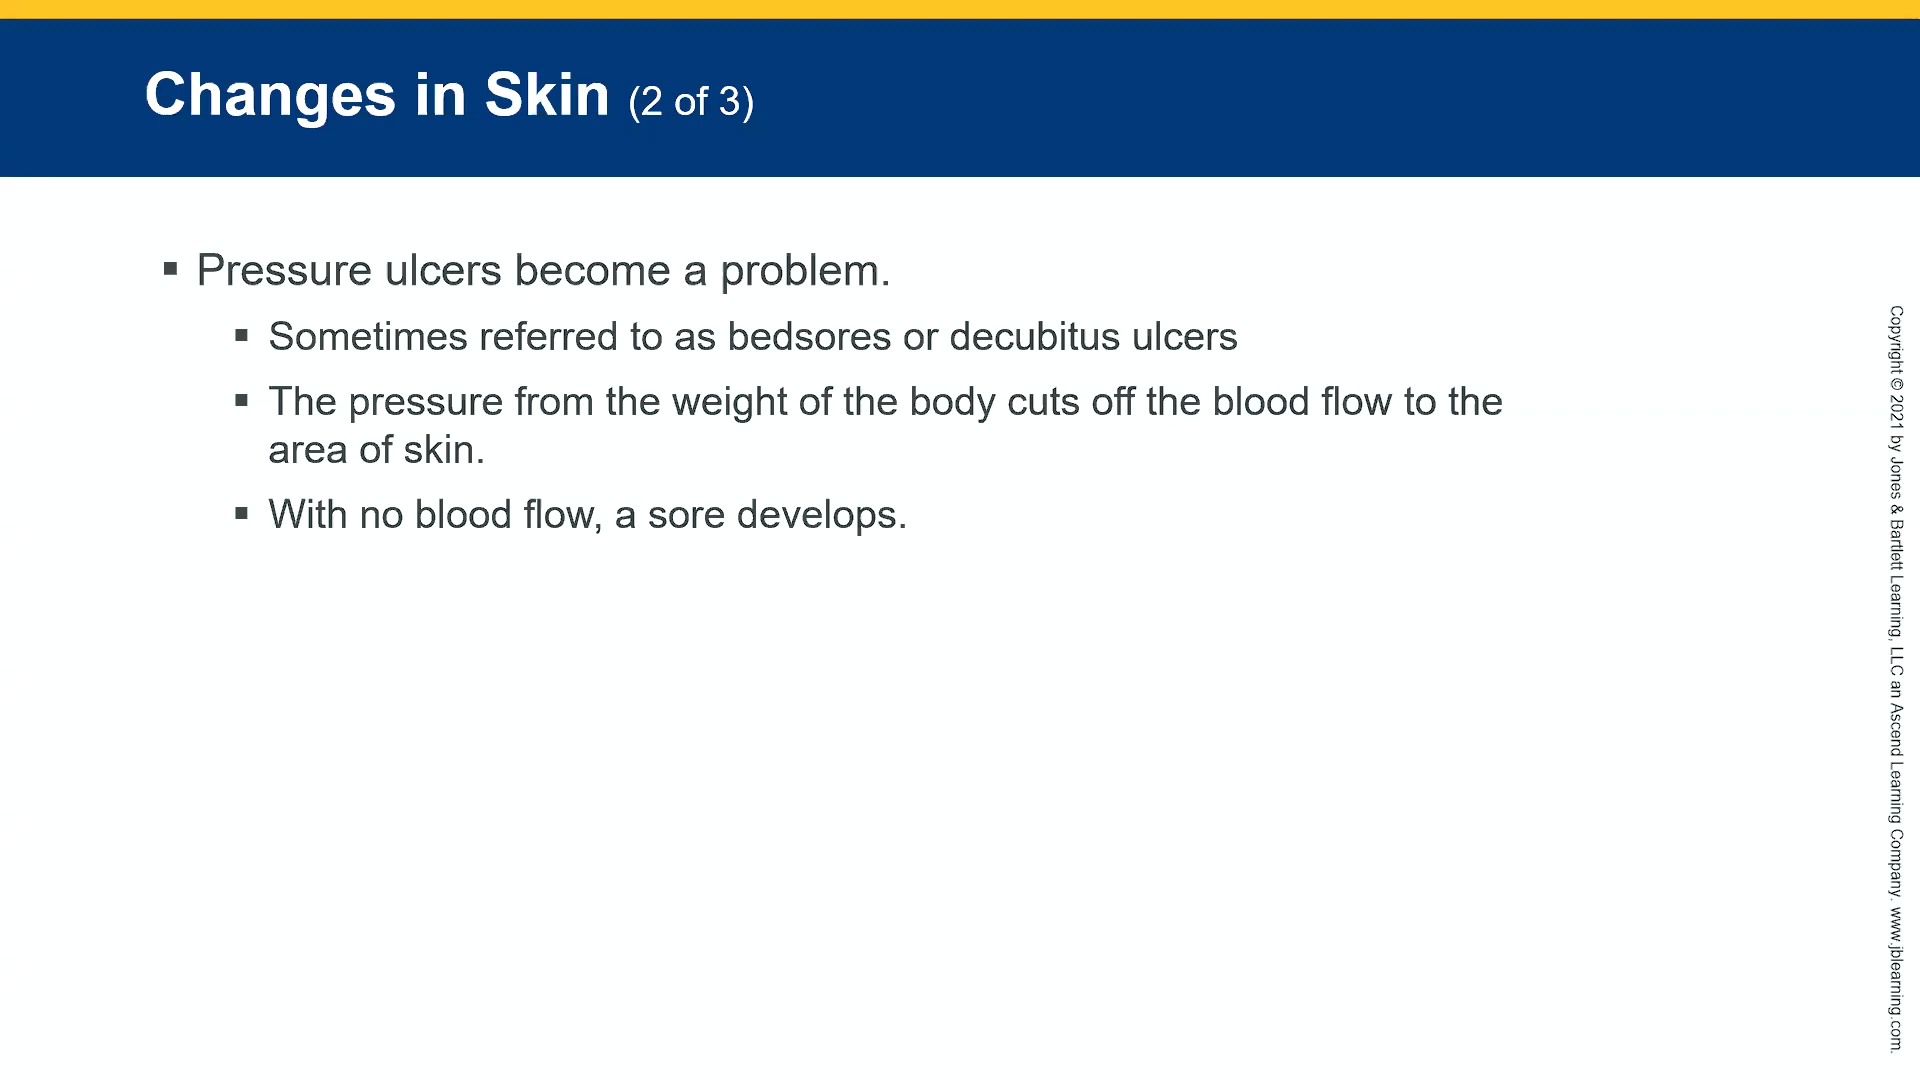 Changes in Skin (2 of 3)
▪ Pressure ulcers become a problem.
▪ Sometimes referred to as bedsores or decubitus ulcers
▪ The pressure from the weight of the body cuts off the blood flow to the
area of skin.
▪ With no blood flow, a sore develops.
Copyright © 2021 by Jones & Bartlett Learning, LLC an Ascend Learning Company. www.jblearning.com.